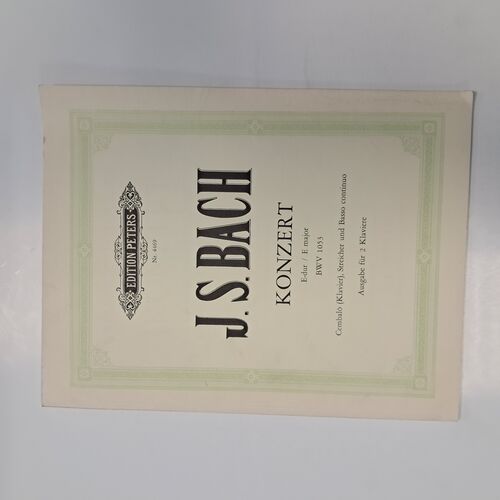 EDITION PETERS
Nr. 4469
J. S. BACH
KONZERT
E-dur / E major
BWV 1053
Cembalo (Klavier), Streicher und Basso continuo
Ausgabe für 2 Klaviere